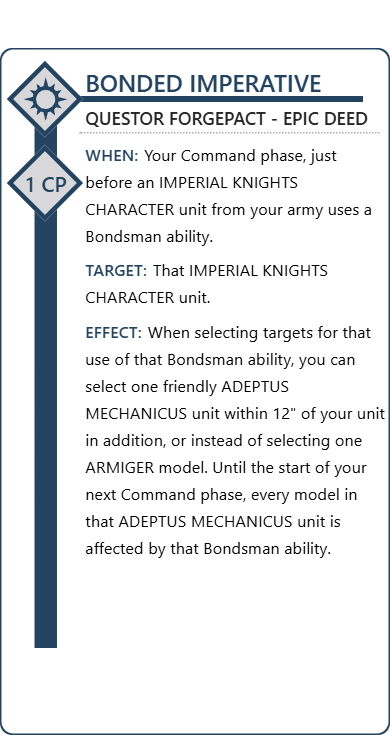 BONDED IMPERATIVE
QUESTOR FORGEPACT - EPIC DEED
1 CP
WHEN: Your Command phase, just
before an IMPERIAL KNIGHTS
CHARACTER unit from your army uses a
Bondsman ability.
TARGET: That IMPERIAL KNIGHTS
CHARACTER unit.
EFFECT: When selecting targets for that
use of that Bondsman ability, you can
select one friendly ADEPTUS
MECHANICUS unit within 12" of your unit
in addition, or instead of selecting one
ARMIGER model. Until the start of your
next Command phase, every model in
that ADEPTUS MECHANICUS unit is
affected by that Bondsman ability.